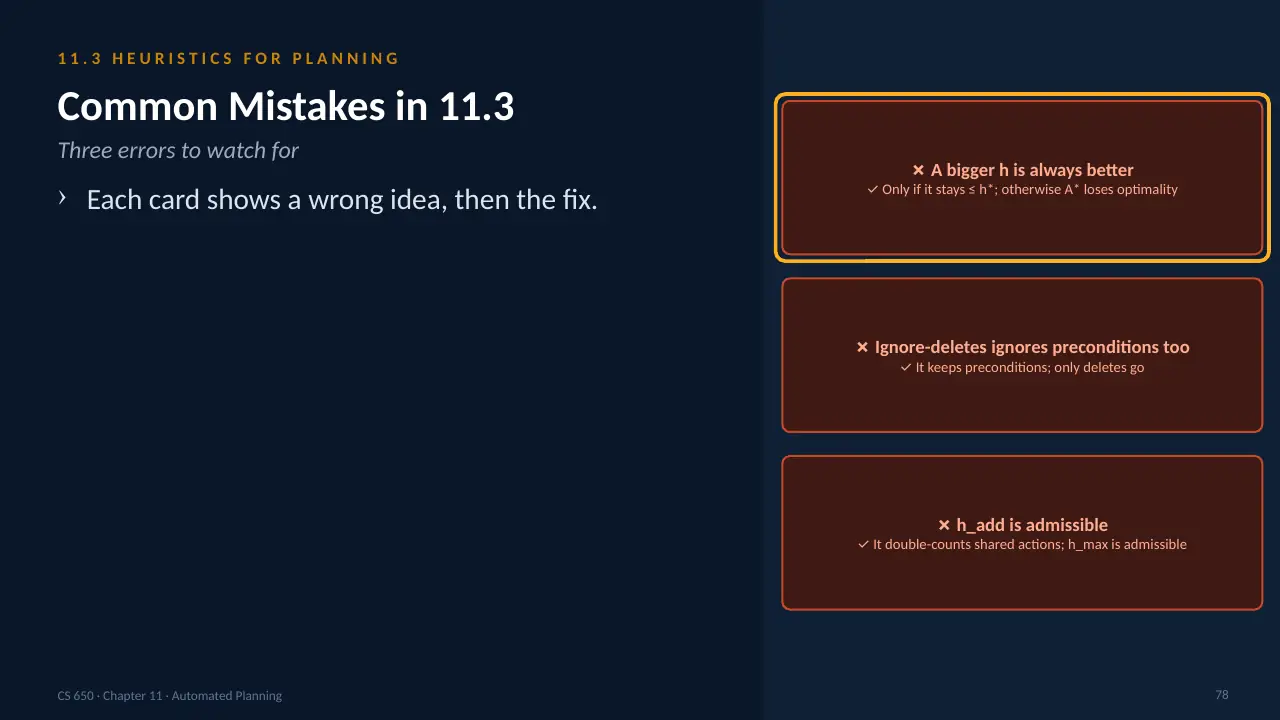 11.3 HEURISTICS FOR PLANNING
Common Mistakes in 11.3
Three errors to watch for
› Each card shows a wrong idea, then the fix.
× A bigger h is always better
✓ Only if it stays ≤ h*; otherwise A* loses optimality
× Ignore-deletes ignores preconditions too
✓ It keeps preconditions; only deletes go
× h_add is admissible
✓ It double-counts shared actions; h_max is admissible
CS 650 · Chapter 11 · Automated Planning
78